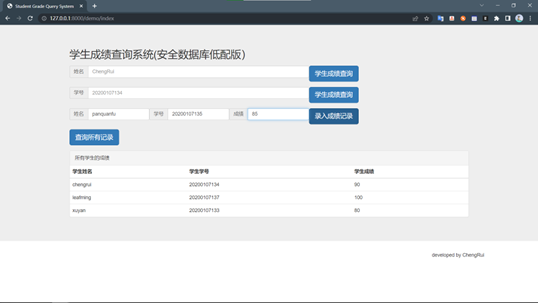 Student Grade Query System
127.0.0.1:9000/demo/Index
学生成绩查询系统(安全数据库低配版)
姓名 ChengRui 学生成绩查询
学号 20200107134 学生成绩查询
姓名 panquanfu 学号 20200107135 成绩 85 录入成绩记录
查询所有记录
所有学生的成绩
学生姓名 学生学号 学生成绩
chengrui 20200107134 90
leafming 20200107137 100
xuyan 20200107133 80
developed by ChengRui